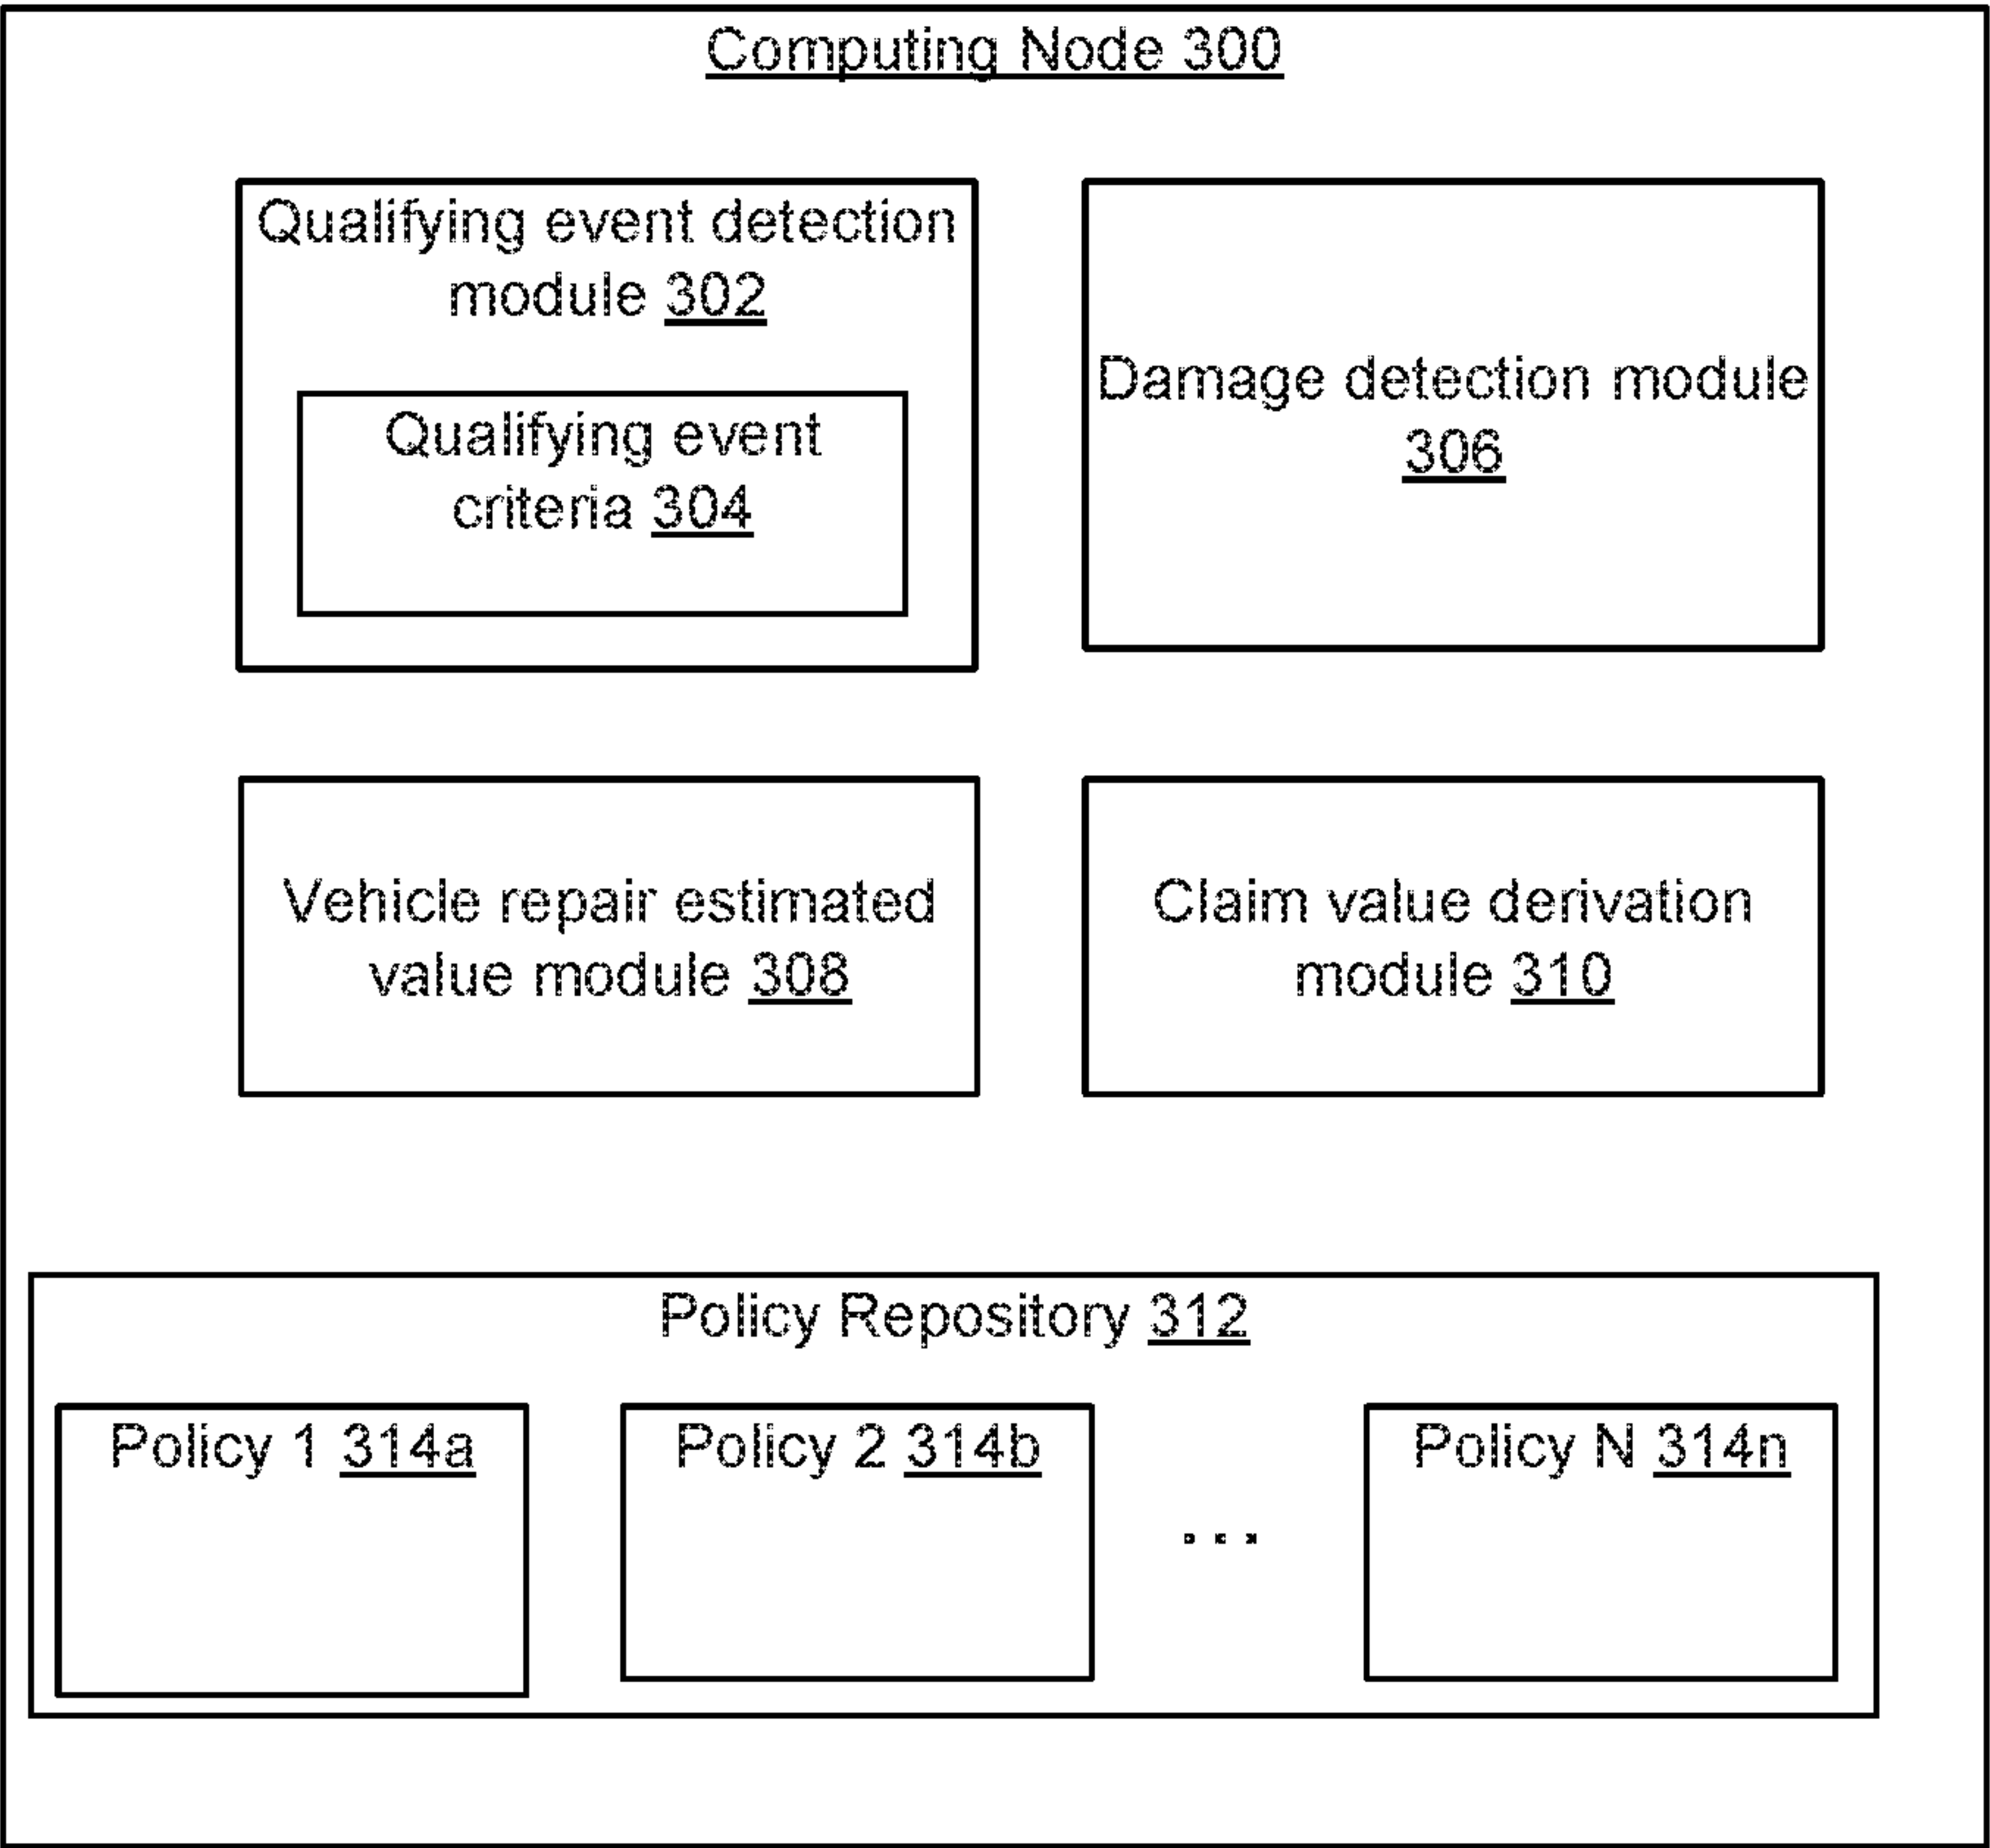 Computing Node 300
Qualifying event detection
module 302
Qualifying event
criteria 304
Damage detection module
306
Vehicle repair estimated
value module 308
Claim value derivation
module 310
Policy Repository 312
Policy 1 314a
Policy 2 314b
...
Policy N 314n